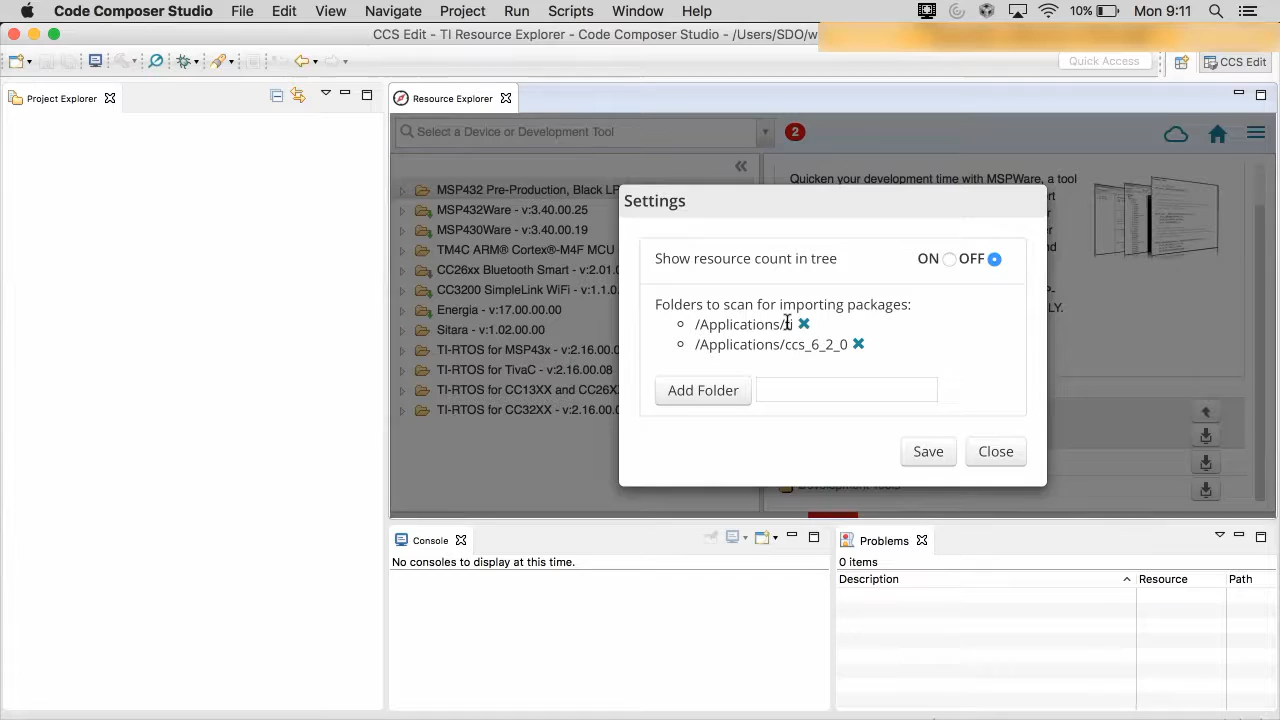 Code Composer Studio File Edit View Navigate Project Run Scripts Window Help 10% Mon 9:11
CCS Edit - TI Resource Explorer - Code Composer Studio - /Users/SDO/w
Quick Access CCS Edit
Project Explorer
Resource Explorer
Select a Device or Development Tool
2
MSP432 Pre-Production, Black LP
MSP432Ware - v:3.40.00.25
MSP430Ware - v:3.40.00.19
TM4C ARM® Cortex®-M4F MCU
CC26xx Bluetooth Smart - v:2.01.0
CC3200 SimpleLink WiFi - v:1.1.0.
Energia - v:17.00.00.00
Sitara - v:1.02.00.00
TI-RTOS for MSP43x - v:2.16.00.0
TI-RTOS for TivaC - v:2.16.00.08
TI-RTOS for CC13XX and CC26X
TI-RTOS for CC32XX - v:2.16.00.0
Quicken your development time with MSPWare, a tool
Settings
Show resource count in tree ON OFF
Folders to scan for importing packages:
/Applications/ti
/Applications/ccs_6_2_0
Add Folder
Save Close
Development Tools
Console
No consoles to display at this time.
Problems
0 items
Description Resource Path